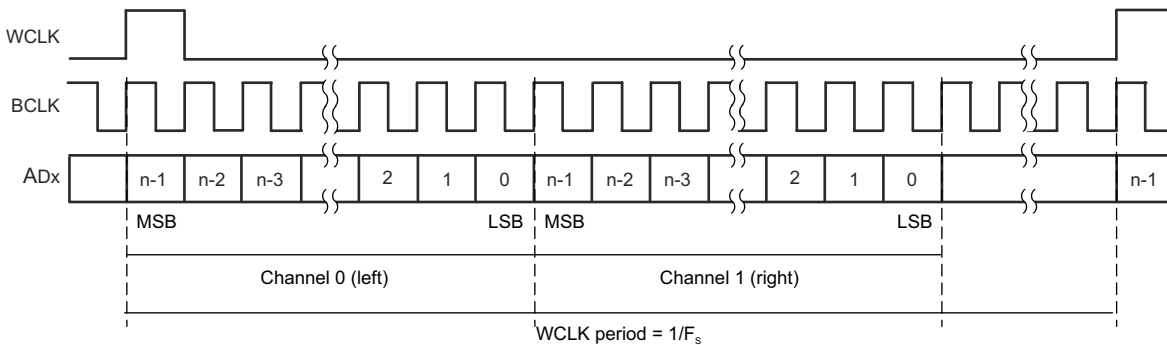 WCLK
BCLK
ADx
n-1 n-2 n-3 2 1 0 n-1 n-2 n-3 2 1 0 n-1
MSB LSB MSB LSB
Channel 0 (left) Channel 1 (right)
WCLK period = 1/Fs